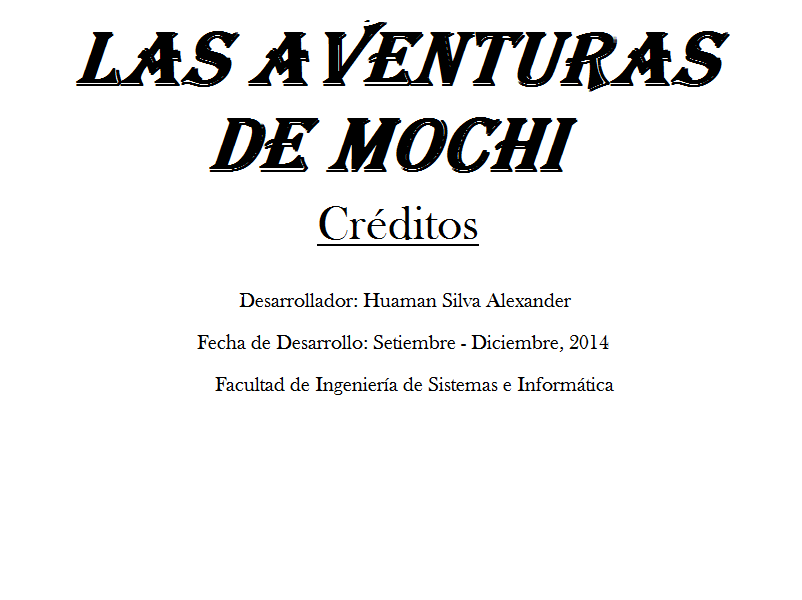 LAS AVENTURAS
DE MOCHI
Créditos
Desarrollador: Huaman Silva Alexander
Fecha de Desarrollo: Setiembre - Diciembre, 2014
Facultad de Ingeniería de Sistemas e Informática